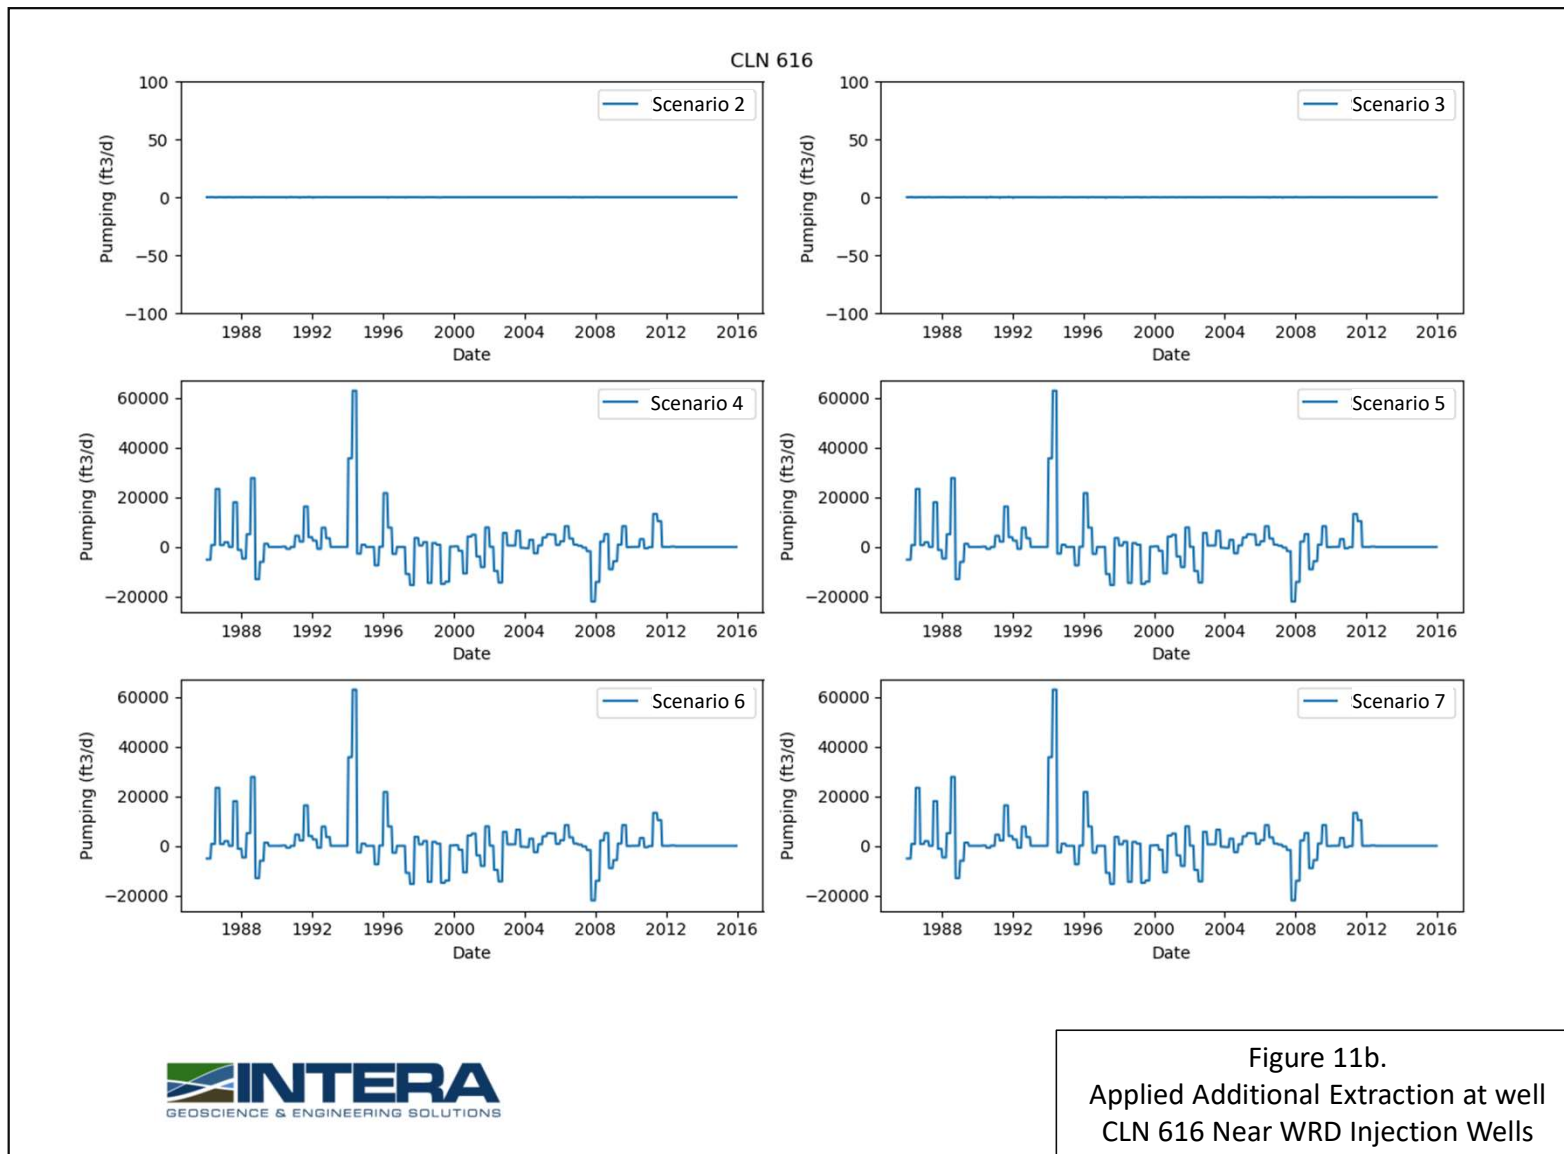 CLN 616
100
50
0
−50
−100
Pumping (ft3/d)
Scenario 2
1988 1992 1996 2000 2004 2008 2012 2016
Date
100
50
0
−50
−100
Pumping (ft3/d)
Scenario 3
1988 1992 1996 2000 2004 2008 2012 2016
Date
60000
40000
20000
0
−20000
Pumping (ft3/d)
Scenario 4
1988 1992 1996 2000 2004 2008 2012 2016
Date
60000
40000
20000
0
−20000
Pumping (ft3/d)
Scenario 5
1988 1992 1996 2000 2004 2008 2012 2016
Date
60000
40000
20000
0
−20000
Pumping (ft3/d)
Scenario 6
1988 1992 1996 2000 2004 2008 2012 2016
Date
60000
40000
20000
0
−20000
Pumping (ft3/d)
Scenario 7
1988 1992 1996 2000 2004 2008 2012 2016
Date
INTERA
GEOSCIENCE & ENGINEERING SOLUTIONS
Figure 11b.
Applied Additional Extraction at well
CLN 616 Near WRD Injection Wells